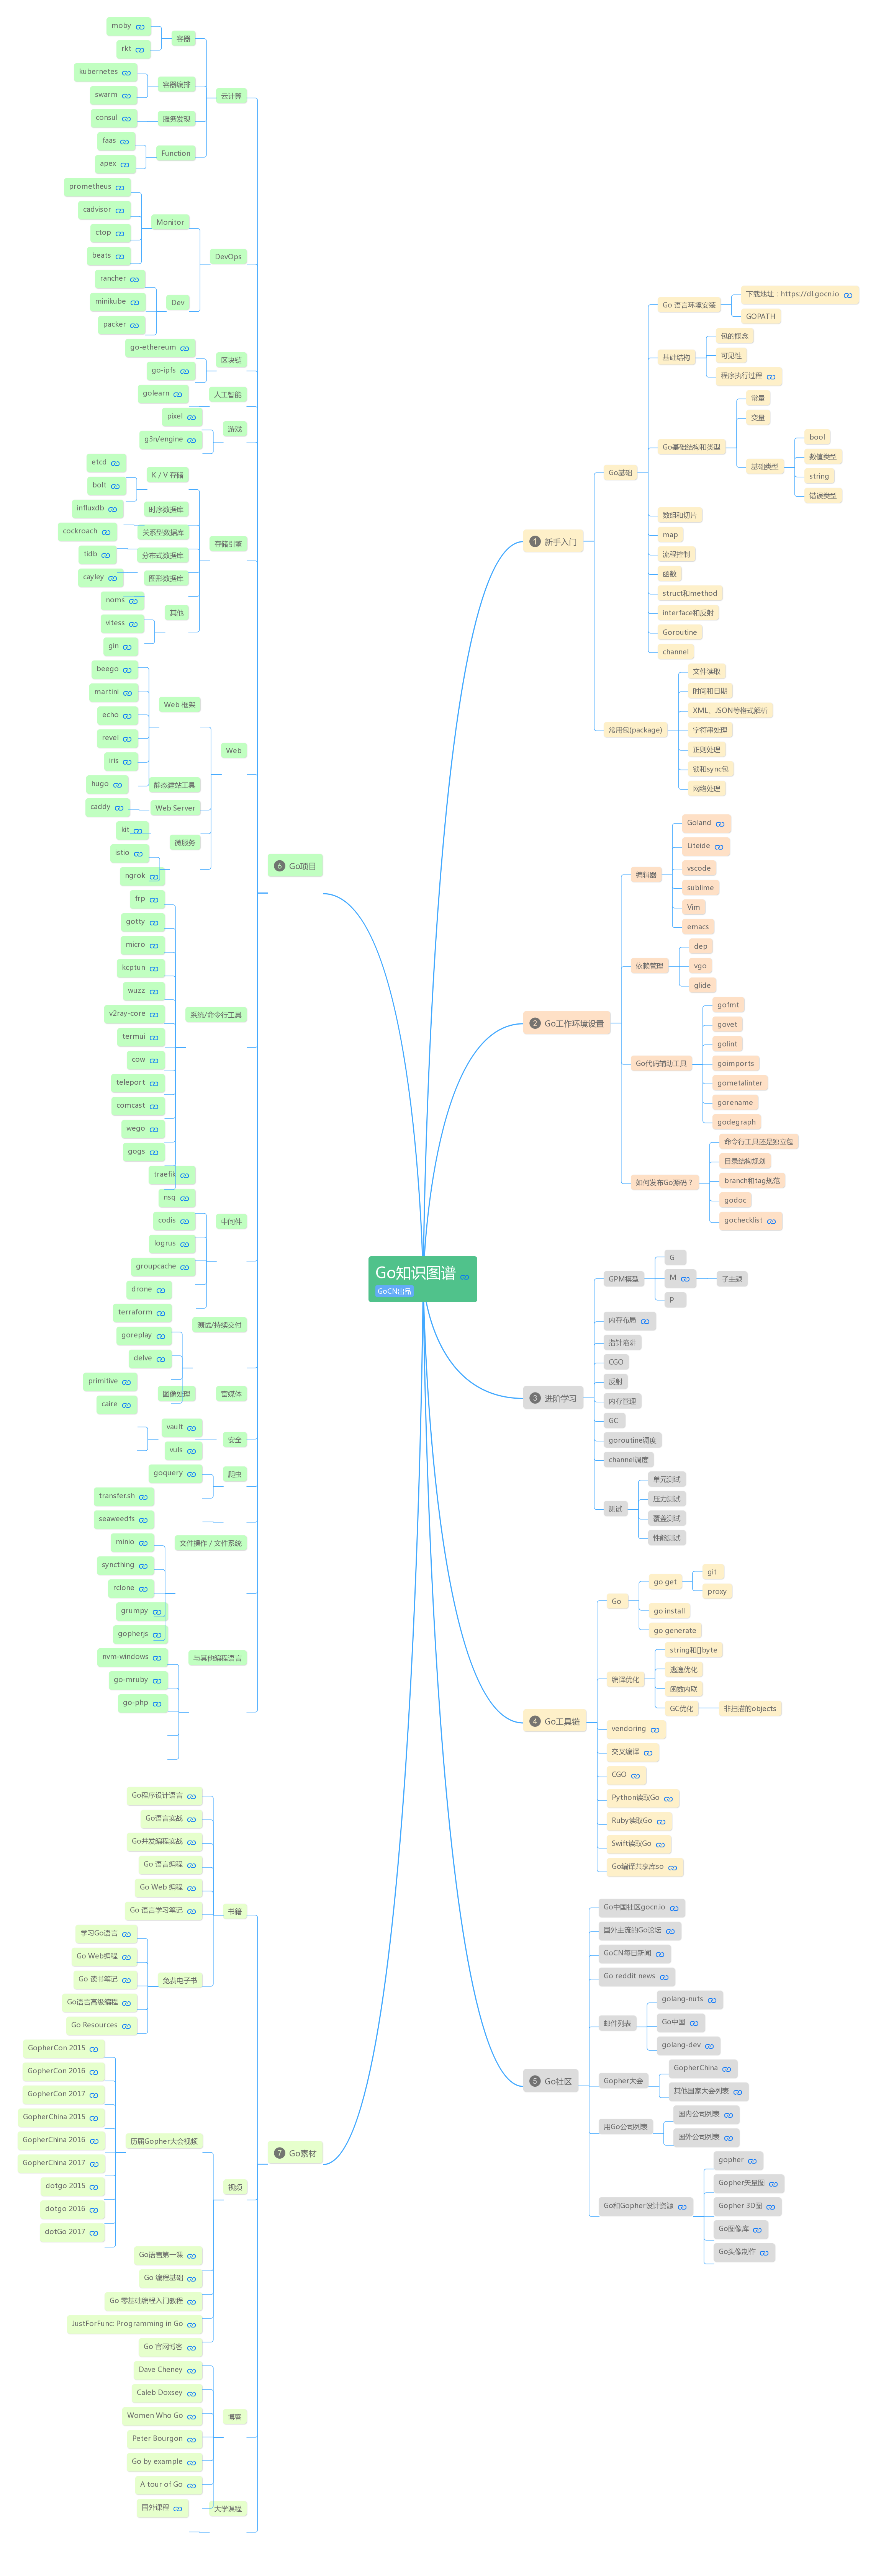 Go知识图谱
GoCN出品
1 新手入门
Go基础
Go 语言环境安装
下载地址：https://dl.gocn.io
GOPATH
基础结构
包的概念
可见性
程序执行过程
Go基础结构和类型
常量
变量
基础类型
bool
数值类型
string
错误类型
数组和切片
map
流程控制
函数
struct和method
interface和反射
Goroutine
channel
常用包(package)
文件读取
时间和日期
XML、JSON等格式解析
字符串处理
正则处理
锁和sync包
网络处理
2 Go工作环境设置
编辑器
Goland
Liteide
vscode
sublime
Vim
emacs
依赖管理
dep
vgo
glide
Go代码辅助工具
gofmt
govet
golint
goimports
gometalinter
gorename
godegraph
如何发布Go源码？
命令行工具还是独立包
目录结构规划
branch和tag规范
godoc
gochecklist
3 进阶学习
GPM模型
G
M
子主题
P
内存布局
指针陷阱
CGO
反射
内存管理
GC
goroutine调度
channel调度
测试
单元测试
压力测试
覆盖测试
性能测试
4 Go工具链
Go
go get
git
proxy
go install
go generate
编译优化
string和[]byte
逃逸优化
函数内联
GC优化
非扫描的objects
vendoring
交叉编译
CGO
Python读取Go
Ruby读取Go
Swift读取Go
Go编译共享库so
5 Go社区
Go中国社区gocn.io
国外主流的Go论坛
GoCN每日新闻
Go reddit news
邮件列表
golang-nuts
Go中国
golang-dev
Gopher大会
GopherChina
其他国家大会列表
用Go公司列表
国内公司列表
国外公司列表
Go和Gopher设计资源
gopher
Gopher矢量图
Gopher 3D图
Go图像库
Go头像制作
6 Go项目
云计算
容器
moby
rkt
容器编排
kubernetes
swarm
服务发现
consul
Function
faas
apex
DevOps
Monitor
prometheus
cadvisor
ctop
beats
Dev
rancher
minikube
packer
区块链
go-ethereum
go-ipfs
人工智能
golearn
游戏
pixel
g3n/engine
存储引擎
K / V 存储
etcd
bolt
时序数据库
influxdb
关系型数据库
cockroach
分布式数据库
tidb
图形数据库
cayley
其他
noms
vitess
gin
Web
Web 框架
beego
martini
echo
revel
iris
静态建站工具
hugo
Web Server
caddy
微服务
kit
istio
ngrok
系统/命令行工具
frp
gotty
micro
kcptun
wuzz
v2ray-core
termui
cow
teleport
comcast
wego
gogs
traefik
nsq
中间件
codis
logrus
groupcache
drone
terraform
测试/持续交付
goreplay
delve
primitive
富媒体
图像处理
caire
安全
vault
vuls
爬虫
goquery
transfer.sh
seaweedfs
文件操作 / 文件系统
minio
syncthing
rclone
grumpy
gopherjs
与其他编程语言
nvm-windows
go-mruby
go-php
7 Go素材
书籍
Go程序设计语言
Go语言实战
Go并发编程实战
Go 语言编程
Go Web 编程
Go 语言学习笔记
免费电子书
学习Go语言
Go Web编程
Go 读书笔记
Go语言高级编程
Go Resources
视频
历届Gopher大会视频
GopherCon 2015
GopherCon 2016
GopherCon 2017
GopherChina 2015
GopherChina 2016
GopherChina 2017
dotgo 2015
dotgo 2016
dotGo 2017
Go语言第一课
Go 编程基础
Go 零基础编程入门教程
JustForFunc: Programming in Go
Go 官网博客
博客
Dave Cheney
Caleb Doxsey
Women Who Go
Peter Bourgon
Go by example
A tour of Go
大学课程
国外课程